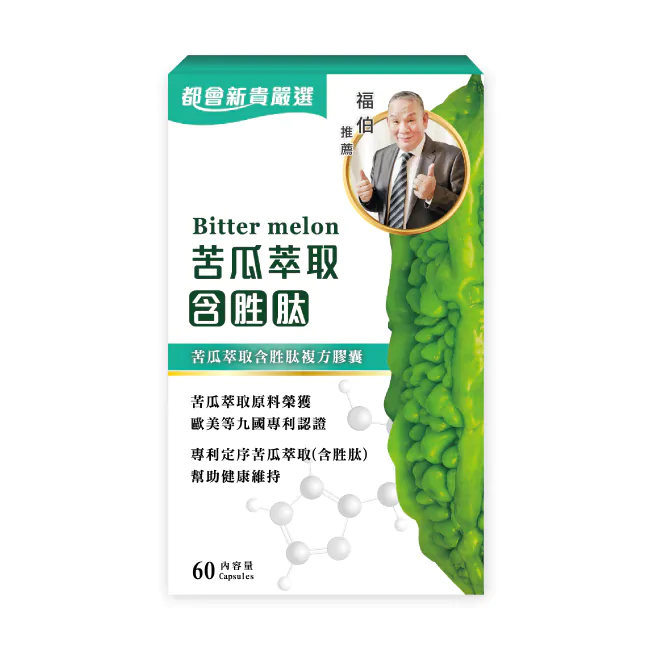 都會新貴嚴選
福伯
推薦
Bitter melon
苦瓜萃取
含胜肽
苦瓜萃取含胜肽複方膠囊
苦瓜萃取原料榮獲
歐美等九國專利認證
專利定序苦瓜萃取(含胜肽)
幫助健康維持
60 內容量
Capsules